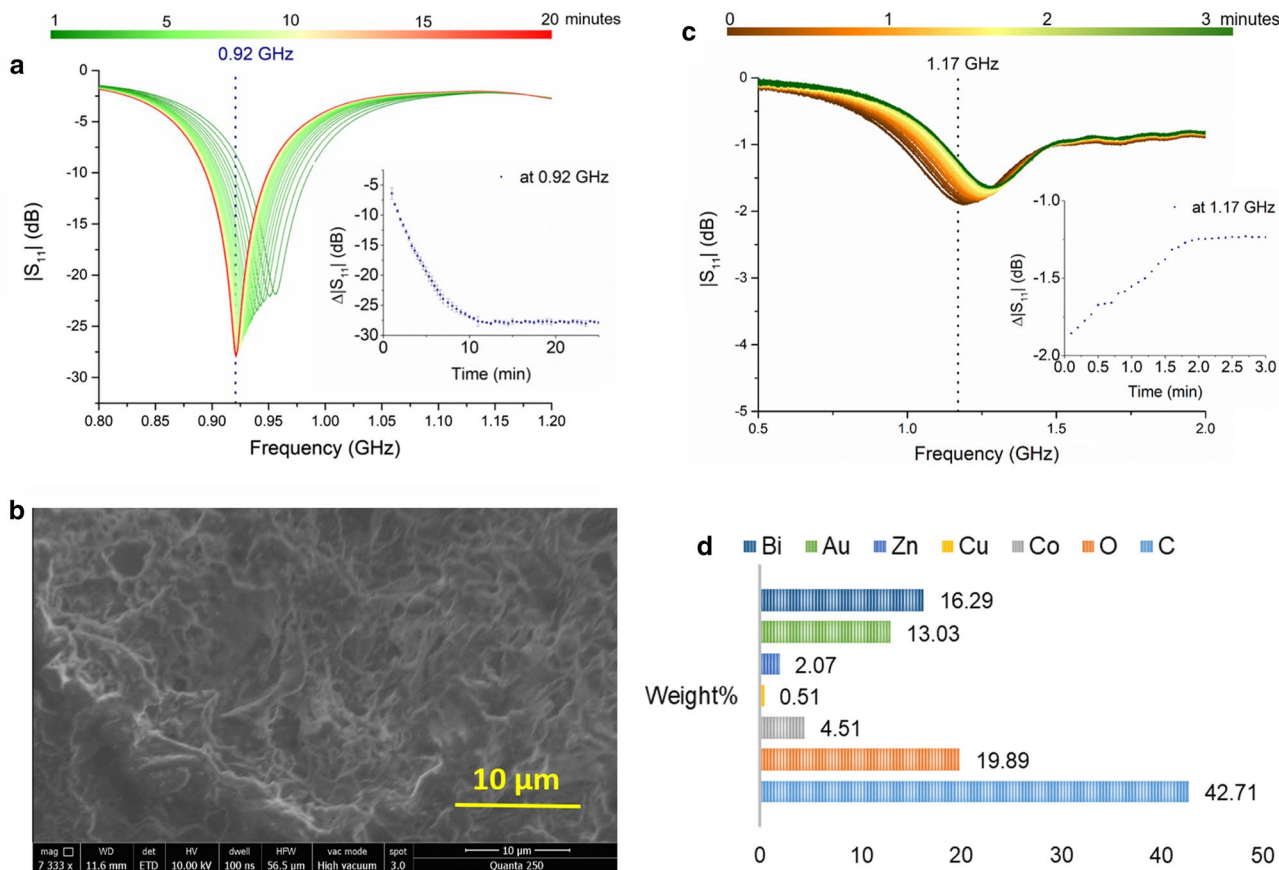 1 5 10 15 20 minutes
0.92 GHz
a
0
-5
-10
-15
-20
-25
-30
|S11| (dB)
0.80 0.85 0.90 0.95 1.00 1.05 1.10 1.15 1.20
Frequency (GHz)
at 0.92 GHz
-5
-10
-15
-20
-25
-30
Δ|S11| (dB)
0 10 20
Time (min)
0 1 2 3 minutes
c
1.17 GHz
0
-1
-2
-3
-4
-5
|S11| (dB)
0.5 1.0 1.5 2.0
Frequency (GHz)
at 1.17 GHz
-1.0
-1.5
-2.0
Δ|S11| (dB)
0.0 0.5 1.0 1.5 2.0 2.5 3.0
Time (min)
b
10 µm
mag WD det HV dwell HFW vac mode spot 10 µm
7 333 x 11.6 mm ETD 10.00 kV 100 ns 56.5 µm High vacuum 3.0 Quanta 250
d
Bi Au Zn Cu Co O C
16.29
13.03
2.07
Weight% 0.51
4.51
19.89
42.71
0 10 20 30 40 50